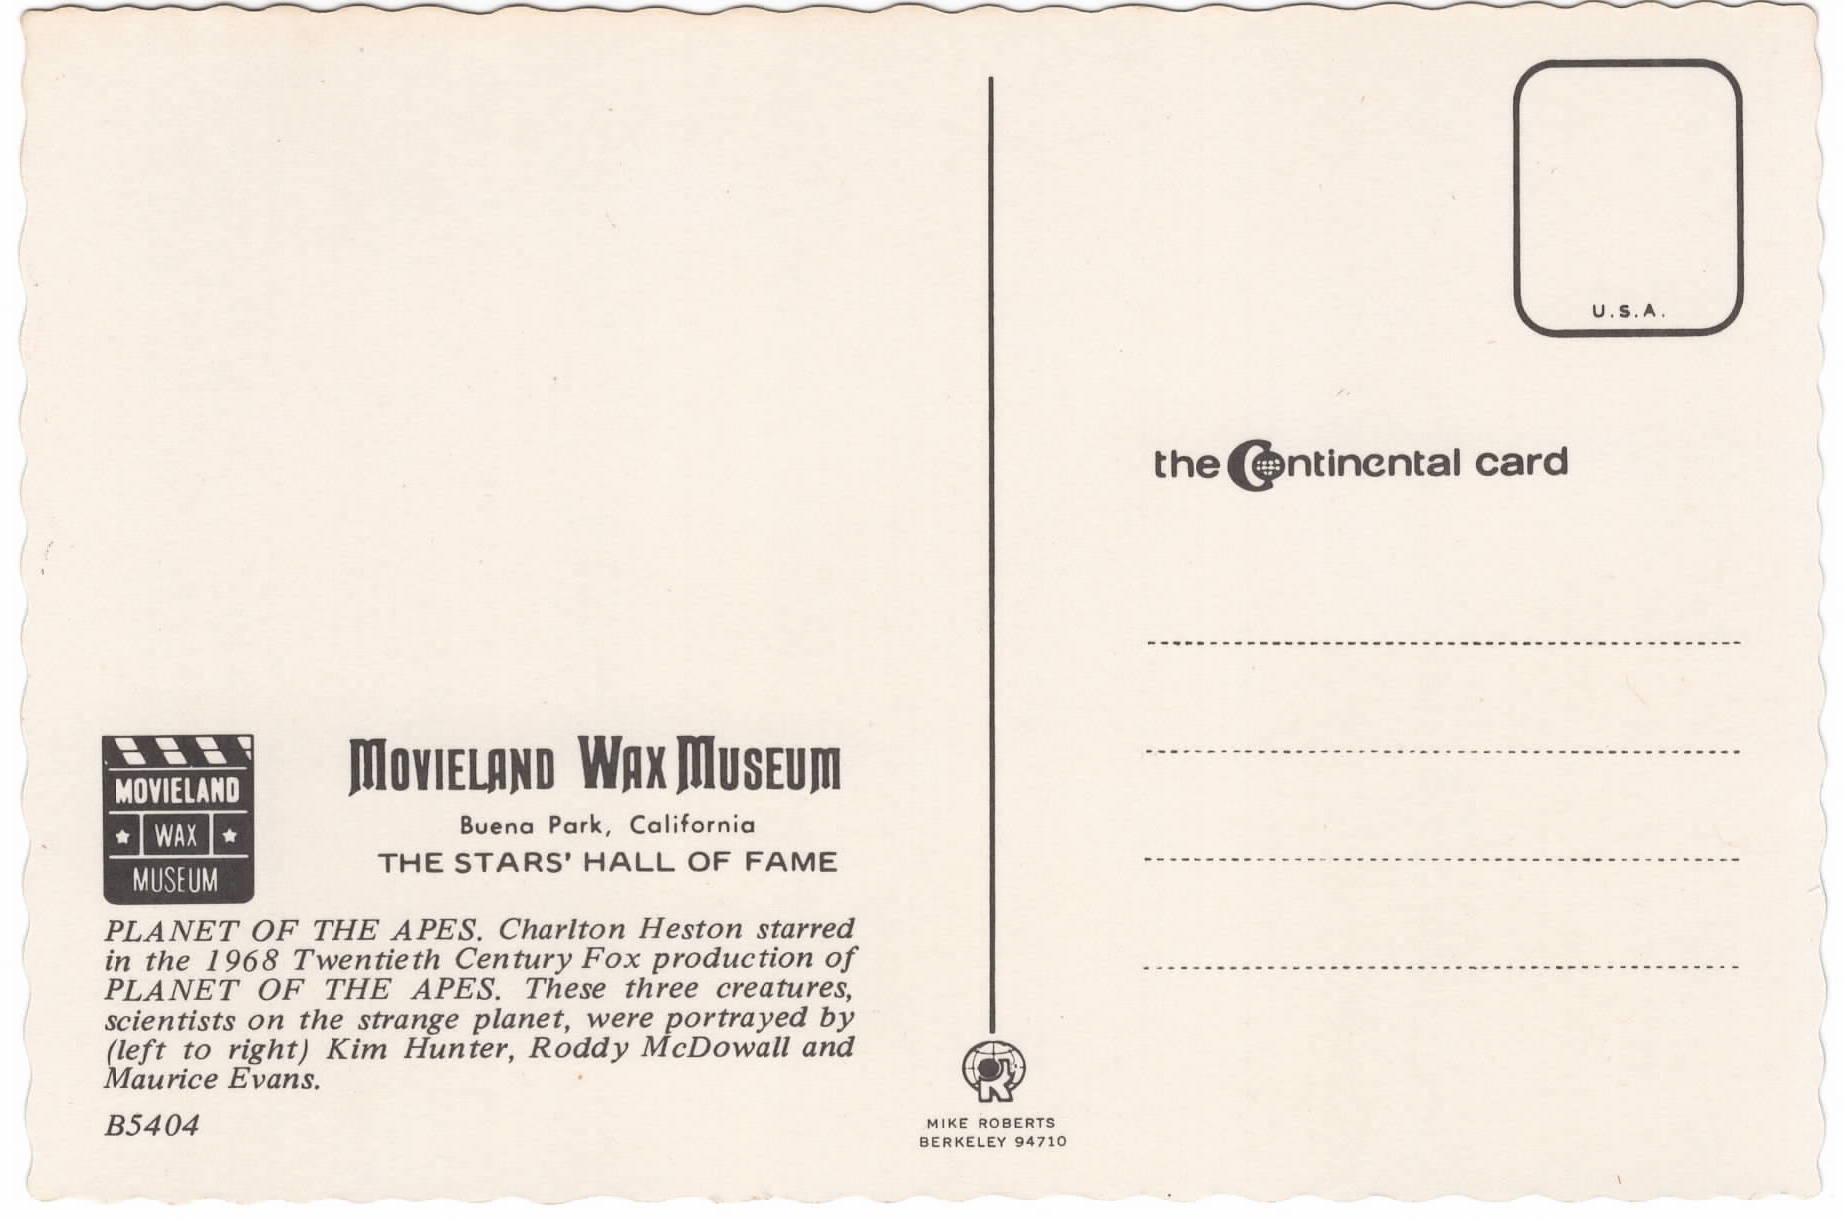 U.S.A.
the Continental card
MOVIELAND
WAX
MUSEUM
MOVIELAND WAX MUSEUM
Buena Park, California
THE STARS' HALL OF FAME
PLANET OF THE APES. Charlton Heston starred
in the 1968 Twentieth Century Fox production of
PLANET OF THE APES. These three creatures,
scientists on the strange planet, were portrayed by
(left to right) Kim Hunter, Roddy McDowall and
Maurice Evans.
B5404
R
MIKE ROBERTS
BERKELEY 94710